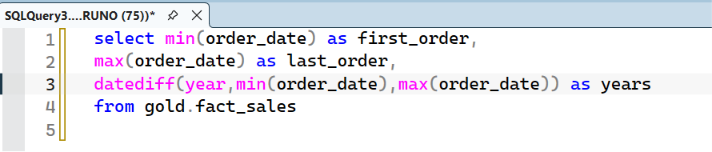 SQLQuery3....RUNO (75))*
1 select min(order_date) as first_order,
2 max(order_date) as last_order,
3 datediff(year,min(order_date),max(order_date)) as years
4 from gold.fact_sales
5